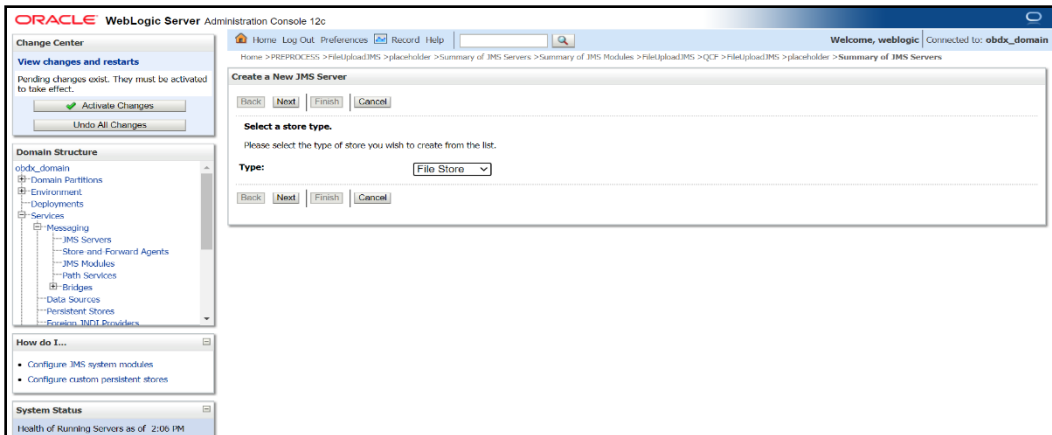 ORACLE WebLogic Server Administration Console 12c
Change Center
View changes and restarts
Pending changes exist. They must be activated
to take effect.
Activate Changes
Undo All Changes
Domain Structure
obdx_domain
Domain Partitions
Environment
Deployments
Services
Messaging
JMS Servers
Store-and-Forward Agents
JMS Modules
Path Services
Bridges
Data Sources
Persistent Stores
Foreign JNDI Providers
How do I...
Configure JMS system modules
Configure custom persistent stores
System Status
Health of Running Servers as of 2:06 PM
Home Log Out Preferences Record Help
Welcome, weblogic Connected to: obdx_domain
Home >PREPROCESS >FileUploadJMS >placeholder >Summary of JMS Servers >Summary of JMS Modules >FileUploadJMS >QCF >FileUploadJMS >placeholder >Summary of JMS Servers
Create a New JMS Server
Back Next Finish Cancel
Select a store type.
Please select the type of store you wish to create from the list.
Type: File Store
Back Next Finish Cancel